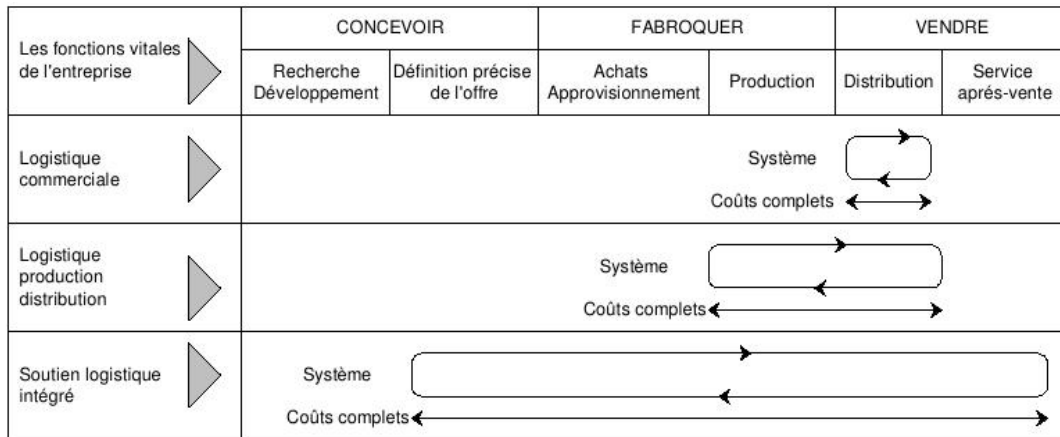 Les fonctions vitales
de l'entreprise
CONCEVOIR
FABROQUER
VENDRE
Recherche
Développement
Définition précise
de l'offre
Achats
Approvisionnement
Production
Distribution
Service
aprés-vente
Logistique
commerciale
Système
Coûts complets
Logistique
production
distribution
Système
Coûts complets
Soutien logistique
intégré
Système
Coûts complets